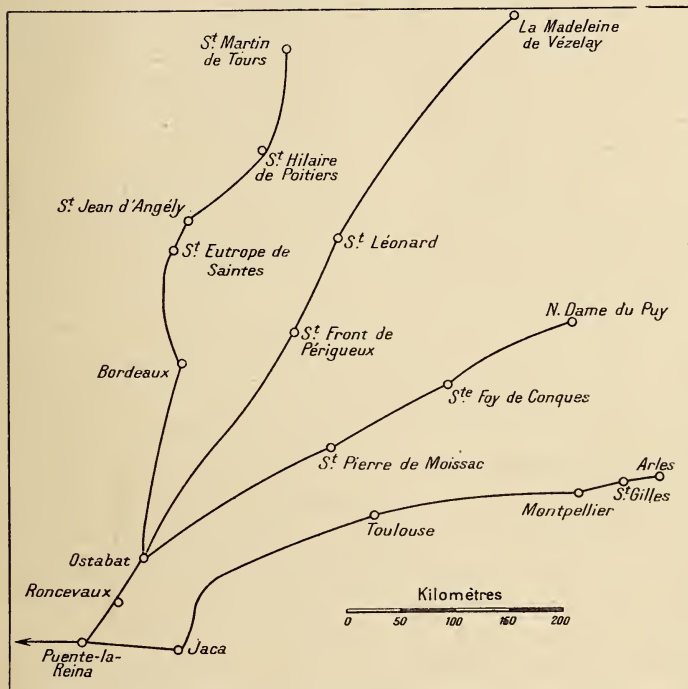 La Madeleine
de Vézelay
St. Martin
de Tours
St. Hilaire
de Poitiers
St. Jean d'Angély
St. Léonard
St. Eutrope de
Saintes
N. Dame du Puy
St. Front de
Périgueux
Bordeaux
Ste Foy de Conques
St. Pierre de Moissac
Arles
St Gilles
Montpellier
Toulouse
Ostabat
Roncevaux
Kilomètres
0 50 100 150 200
Jaca
Puente-la-
Reina